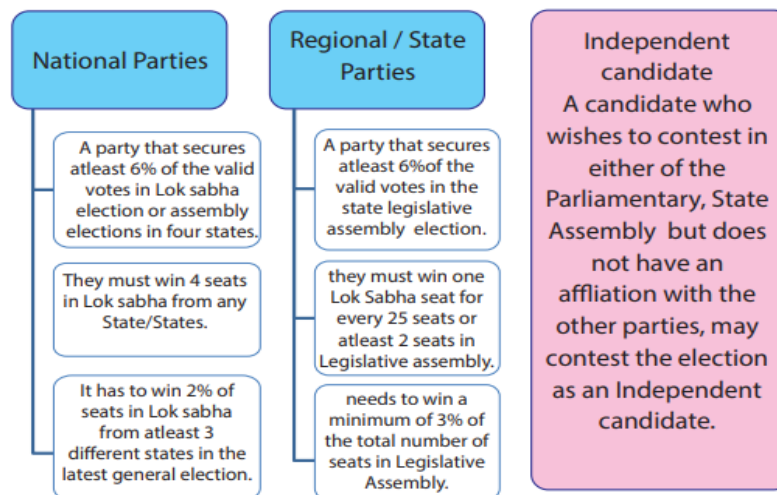 National Parties
A party that secures
atleast 6% of the valid
votes in Lok sabha
election or assembly
elections in four states.
They must win 4 seats
in Lok sabha from any
State/States.
It has to win 2% of
seats in Lok sabha
from atleast 3
different states in the
latest general election.
Regional / State
Parties
A party that secures
atleast 6%of the
valid votes in the
state legislative
assembly election.
they must win one
Lok Sabha seat for
every 25 seats or
atleast 2 seats in
Legislative assembly.
needs to win a
minimum of 3% of
the total number of
seats in Legislative
Assembly.
Independent
candidate
A candidate who
wishes to contest in
either of the
Parliamentary, State
Assembly but does
not have an
affliation with the
other parties, may
contest the election
as an Independent
candidate.